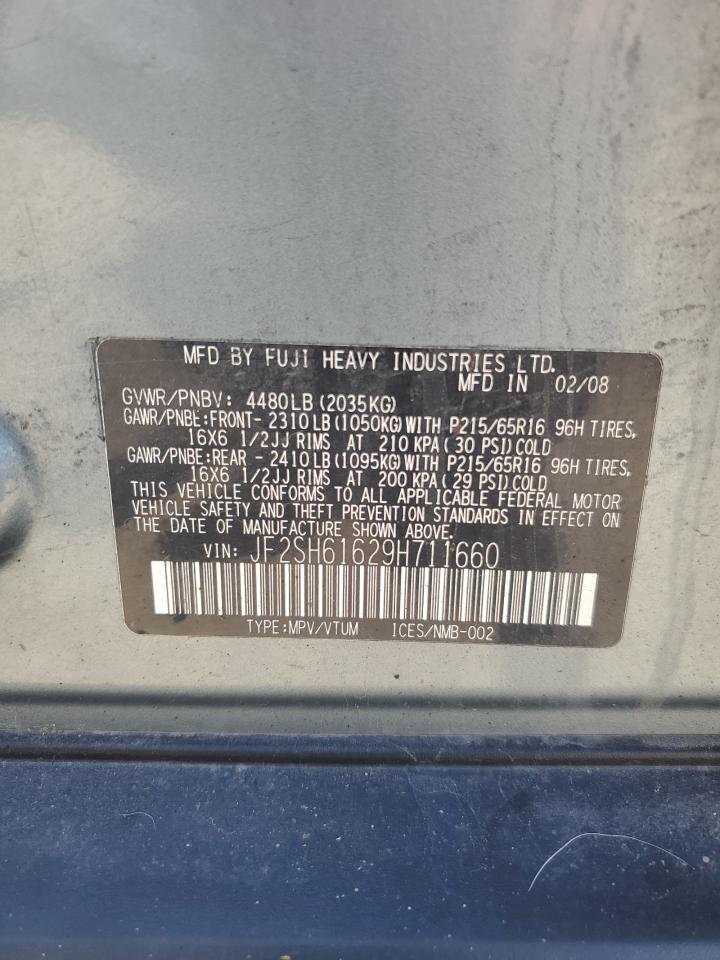 MFD BY FUJI HEAVY INDUSTRIES LTD.
MFD IN 02/08
GVWR/PNBV: 4480LB(2035KG)
GAWR/PNBE:FRONT- 2310LB(1050KG)WITH P215/65R16 96H TIRES,
16X6 1/2JJ RIMS AT 210 KPA(30 PSI)COLD
GAWR/PNBE:REAR - 2410LB(1095KG)WITH P215/65R16 96H TIRES,
16X6 1/2JJ RIMS AT 200 KPA(29 PSI)COLD
THIS VEHICLE CONFORMS TO ALL APPLICABLE FEDERAL MOTOR
VEHICLE SAFETY AND THEFT PREVENTION STANDARDS IN EFFECT ON
THE DATE OF MANUFACTURE SHOWN ABOVE.
VIN: JF2SH61629H711660
TYPE:MPV/VTUM ICES/NMB-002